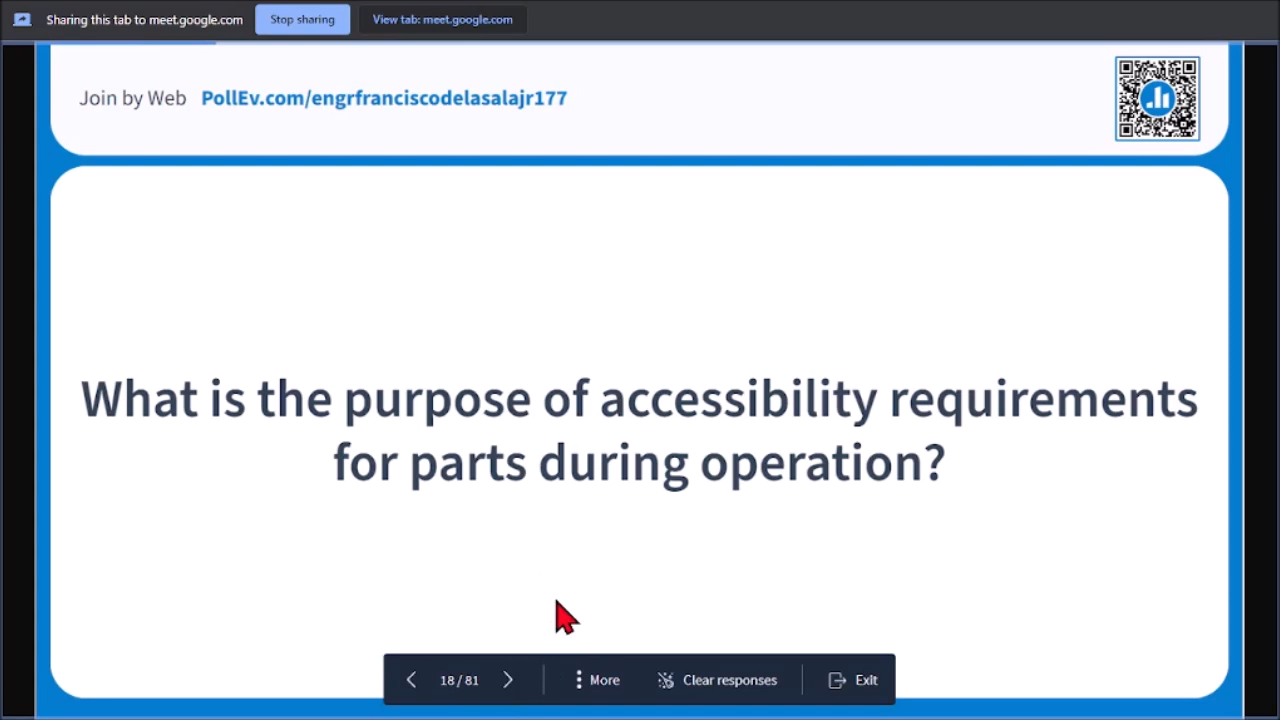 Sharing this tab to meet.google.com
Stop sharing
View tab: meet.google.com
Join by Web PollEv.com/engrfranciscodelasalajr177
What is the purpose of accessibility requirements
for parts during operation?
18 / 81
More
Clear responses
Exit